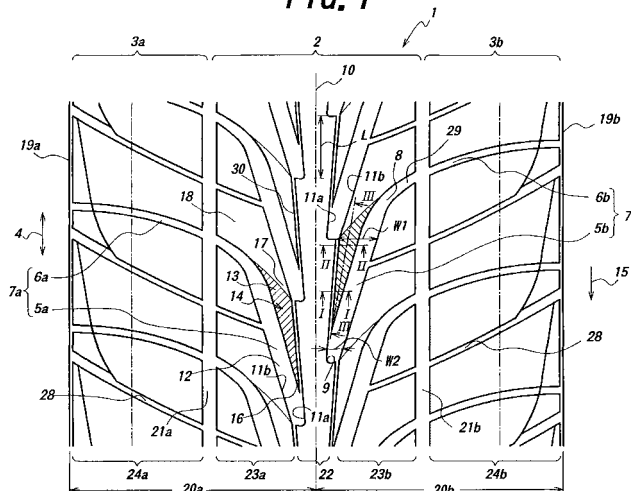 FIG. 1
1
3a 2 3b
10
19a 19b
L 29
11b 8
30 11a III 6b
18 7
4 W1 5b
17 II II
6a 13 15
7a 14 I I
5a III
12 W2
11b 28
28 16 11a 9
21a 21b
24a 23a 22 23b 24b
20a 20b